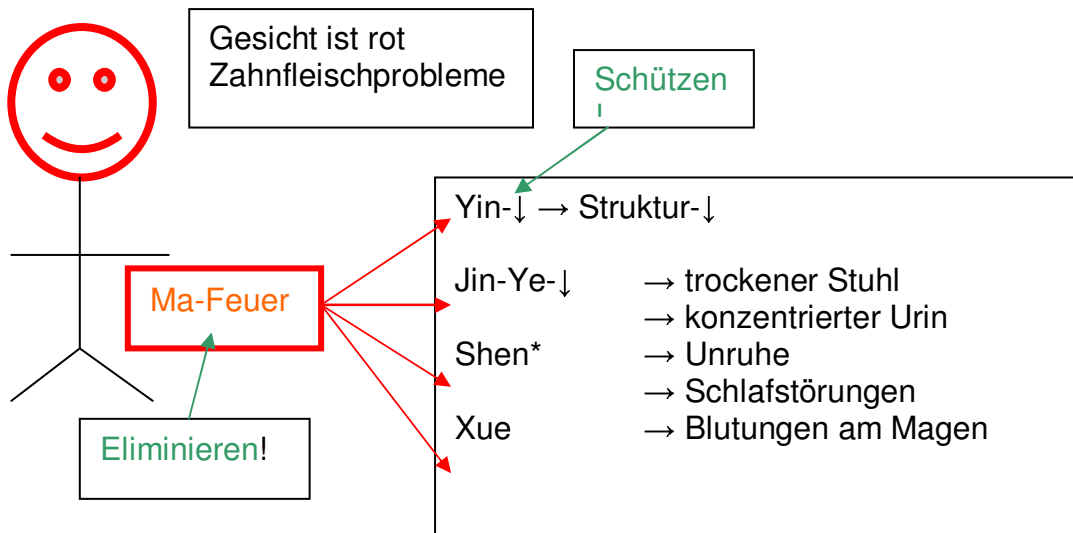 Gesicht ist rot
Zahnfleischprobleme
Schützen
Yin-↓ → Struktur-↓
Ma-Feuer
Jin-Ye-↓ → trockener Stuhl
→ konzentrierter Urin
Shen* → Unruhe
→ Schlafstörungen
Xue → Blutungen am Magen
Eliminieren!